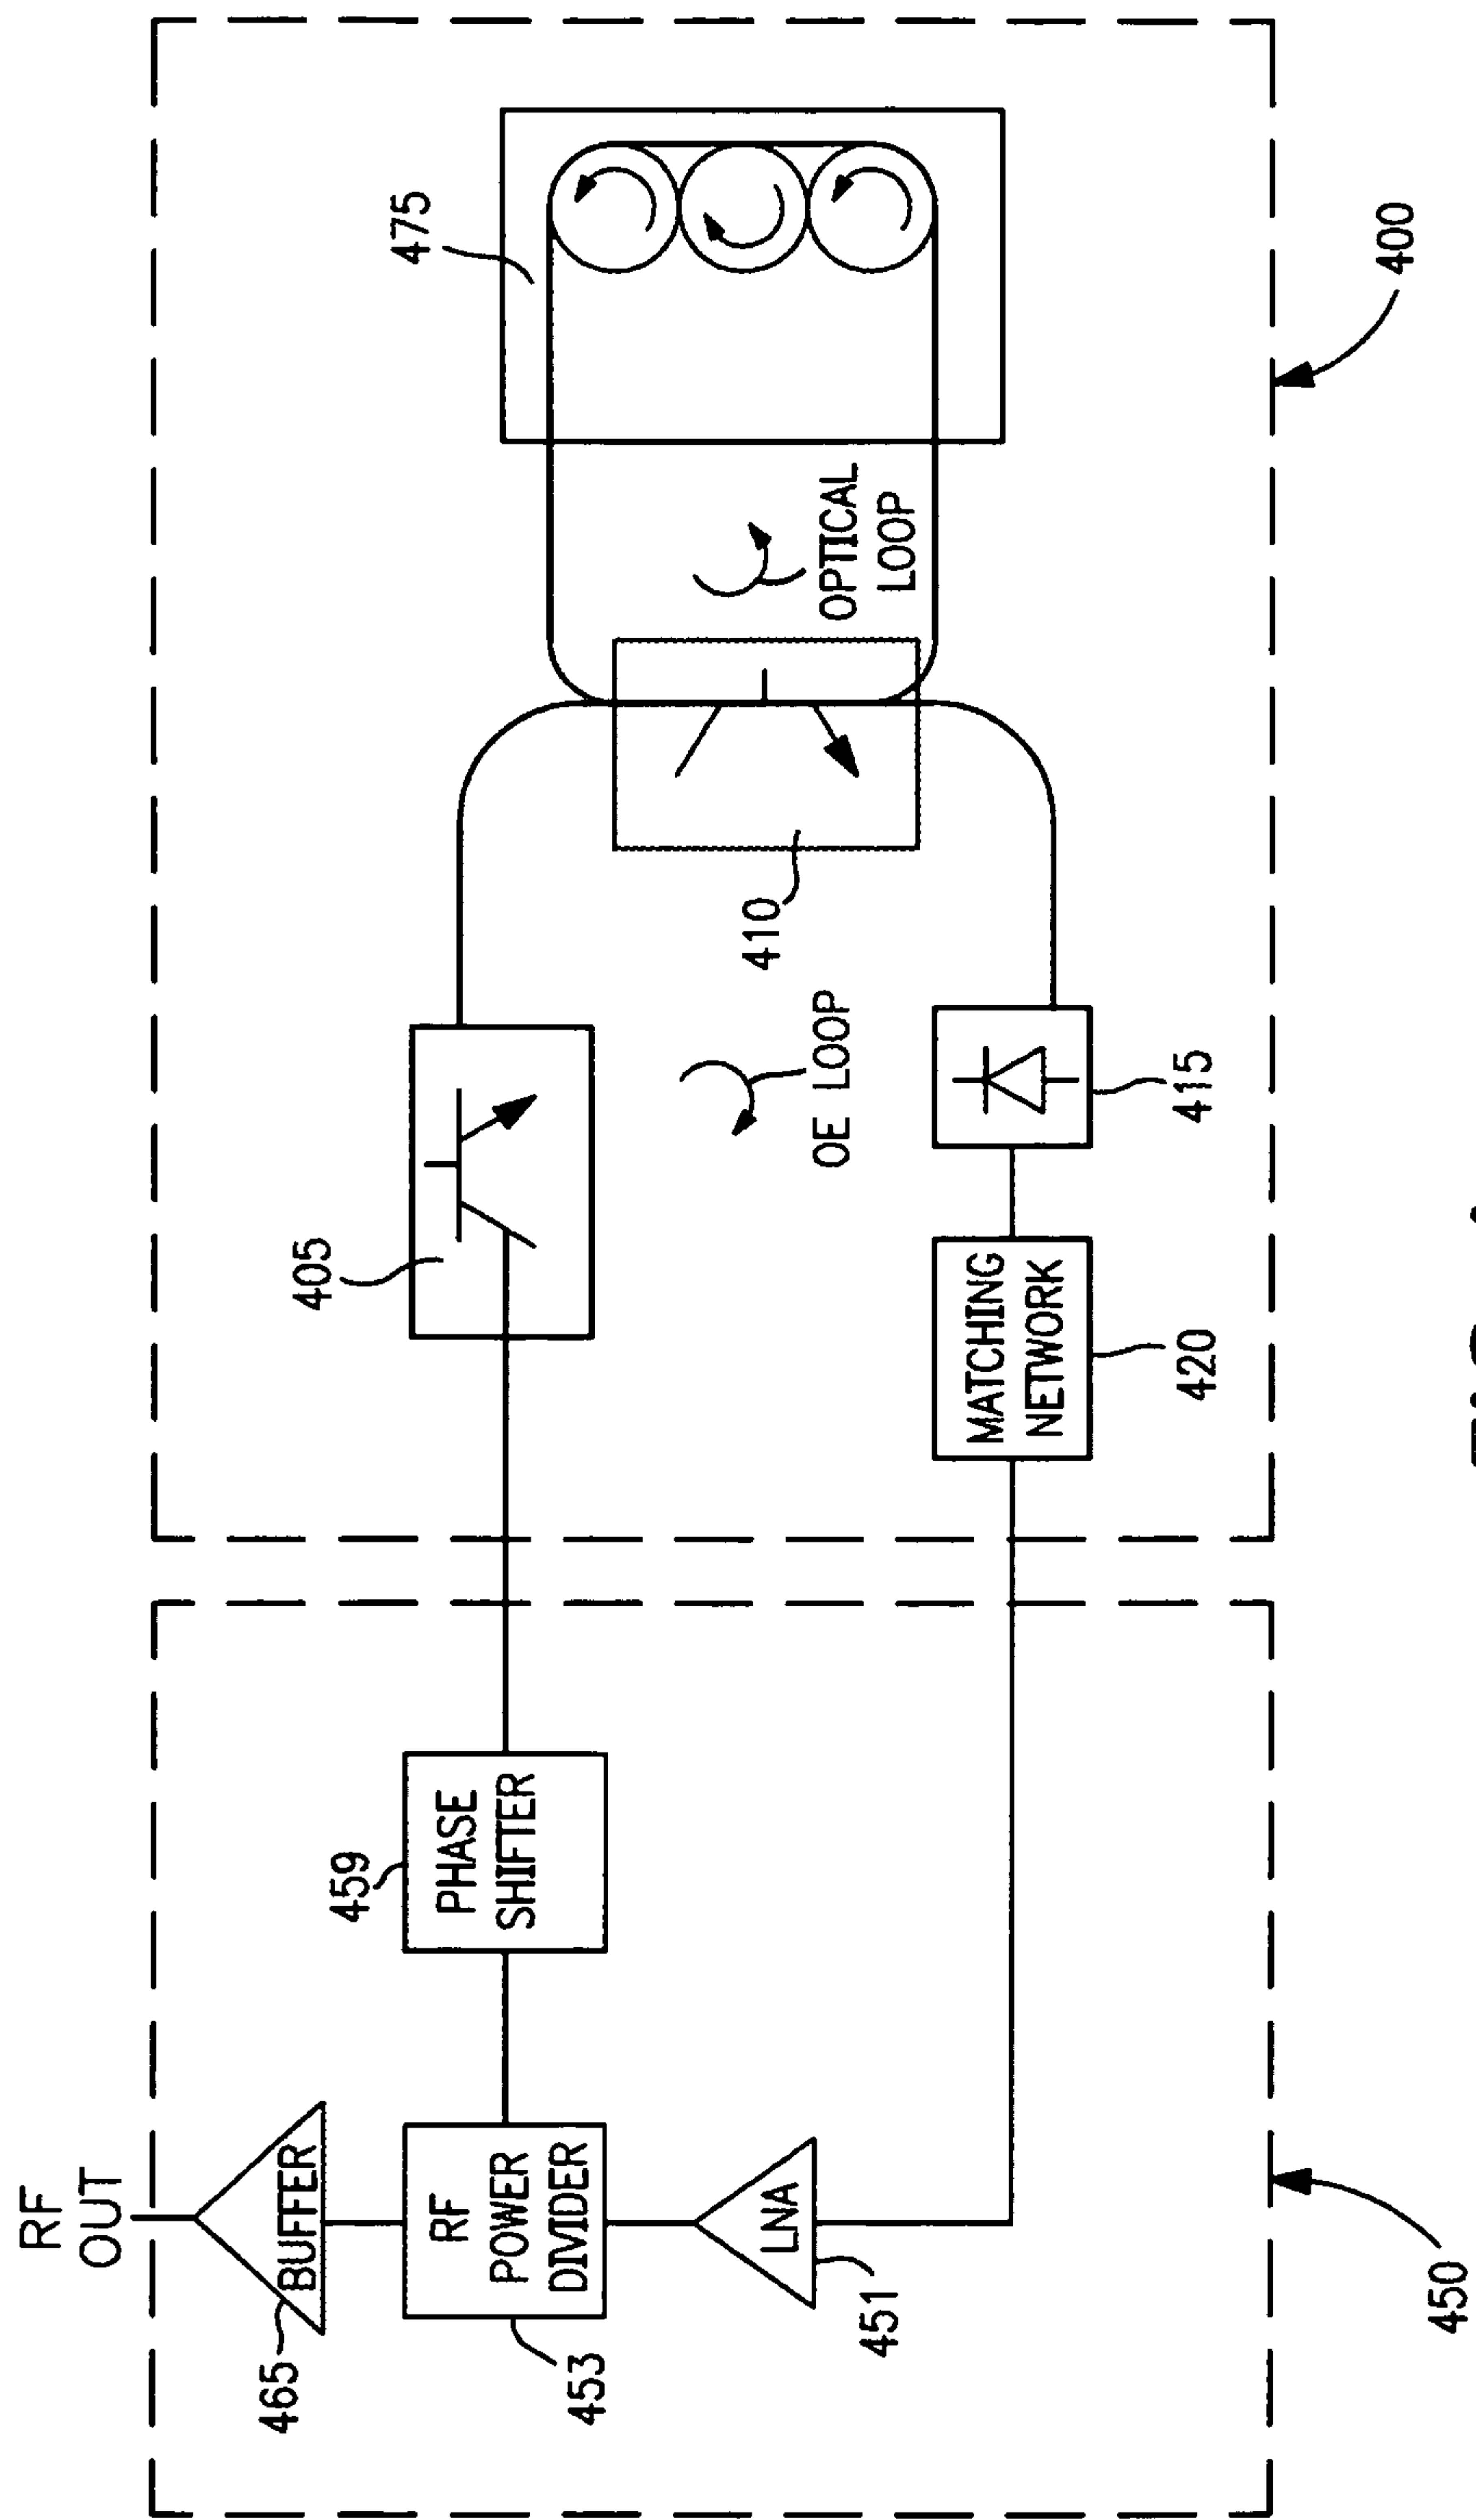 RF
OUT
465
BUFFER
RF
POWER
DIVIDER
453
LNA
451
459
PHASE
SHIFTER
450
405
OE LOOP
MATCHING
NETWORK
420
415
410
OPTICAL
LOOP
475
400